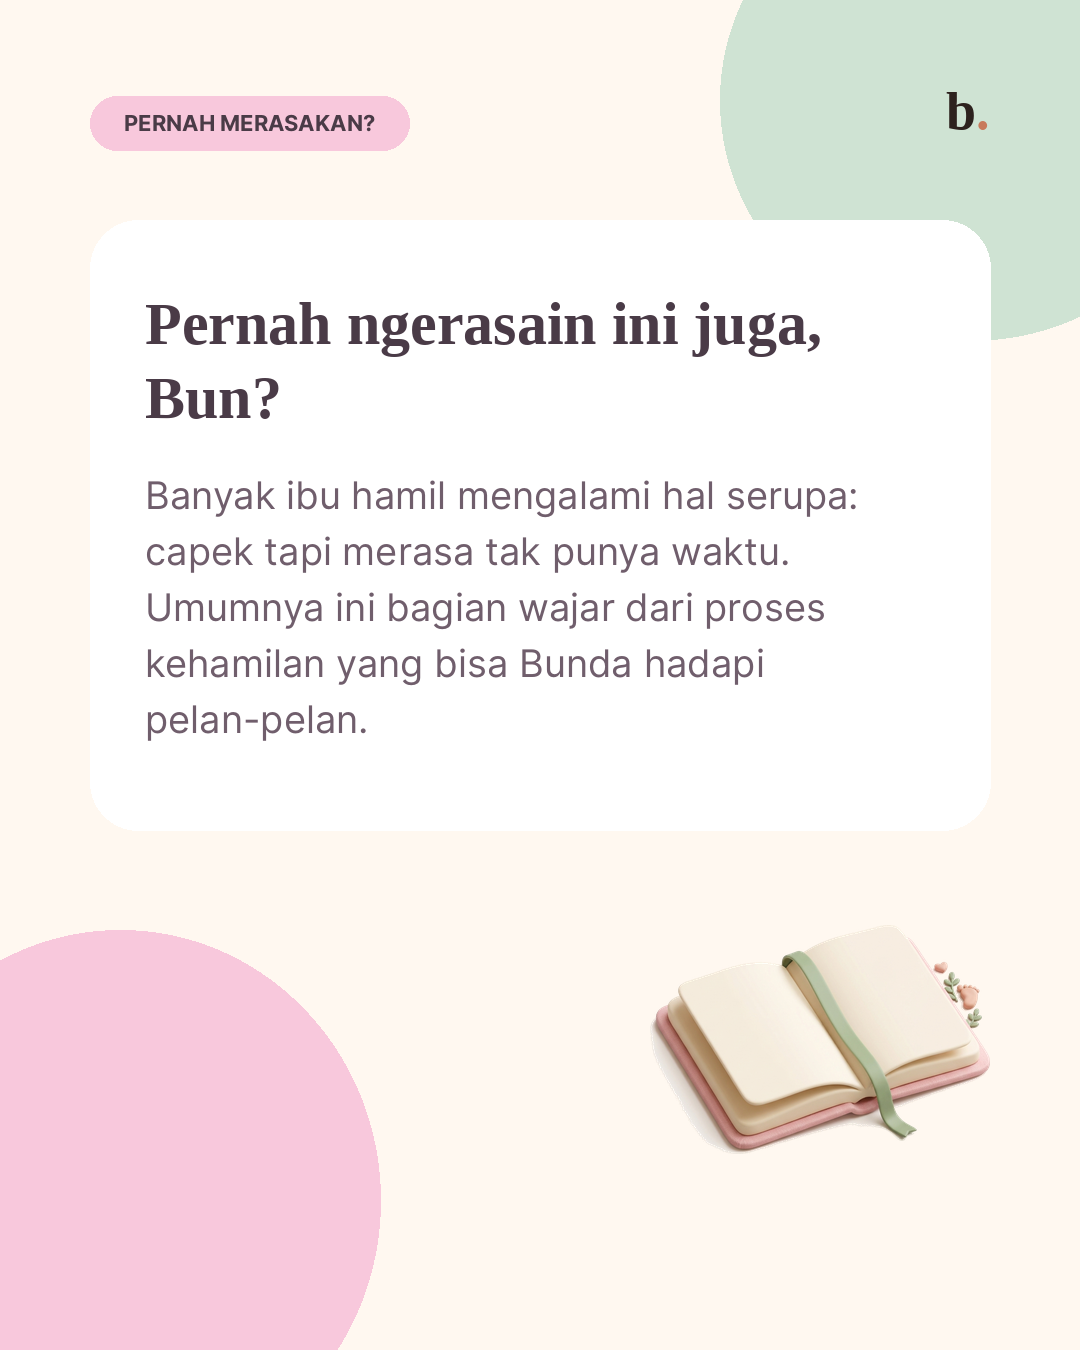 PERNAH MERASAKAN?
b.
Pernah ngerasain ini juga,
Bun?
Banyak ibu hamil mengalami hal serupa:
capek tapi merasa tak punya waktu.
Umumnya ini bagian wajar dari proses
kehamilan yang bisa Bunda hadapi
pelan-pelan.